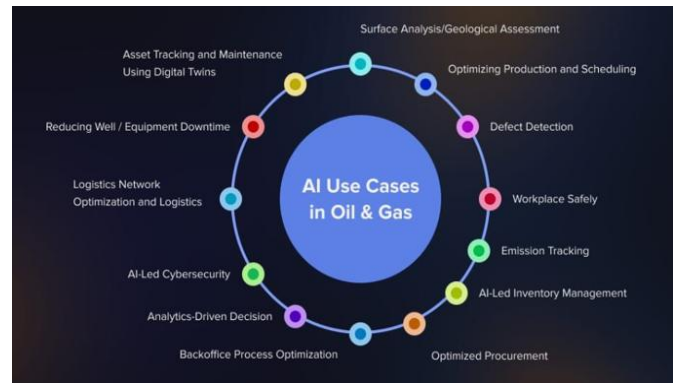 Surface Analysis/Geological Assessment
Asset Tracking and Maintenance
Using Digital Twins
Optimizing Production and Scheduling
Reducing Well / Equipment Downtime
Defect Detection
AI Use Cases
in Oil & Gas
Logistics Network
Optimization and Logistics
Workplace Safely
Emission Tracking
AI-Led Cybersecurity
AI-Led Inventory Management
Analytics-Driven Decision
Backoffice Process Optimization
Optimized Procurement